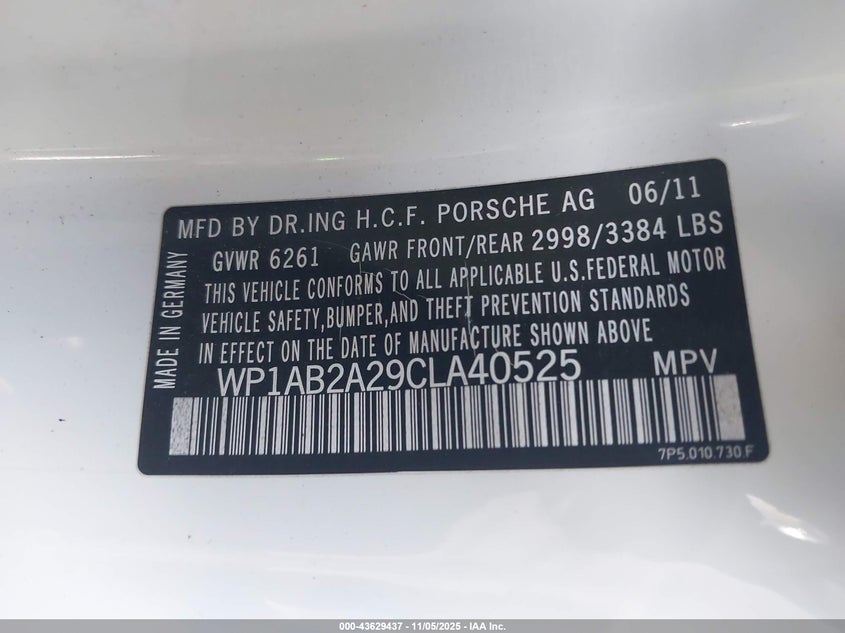 MFD BY DR.ING H.C.F. PORSCHE AG 06/11
GVWR 6261 GAWR FRONT/REAR 2998/3384 LBS
THIS VEHICLE CONFORMS TO ALL APPLICABLE U.S.FEDERAL MOTOR
VEHICLE SAFETY,BUMPER,AND THEFT PREVENTION STANDARDS
IN EFFECT ON THE DATE OF MANUFACTURE SHOWN ABOVE
WP1AB2A29CLA40525 MPV
MADE IN GERMANY
7P5.010.730.F
000-43629437 - 11/05/2025 - IAA Inc.